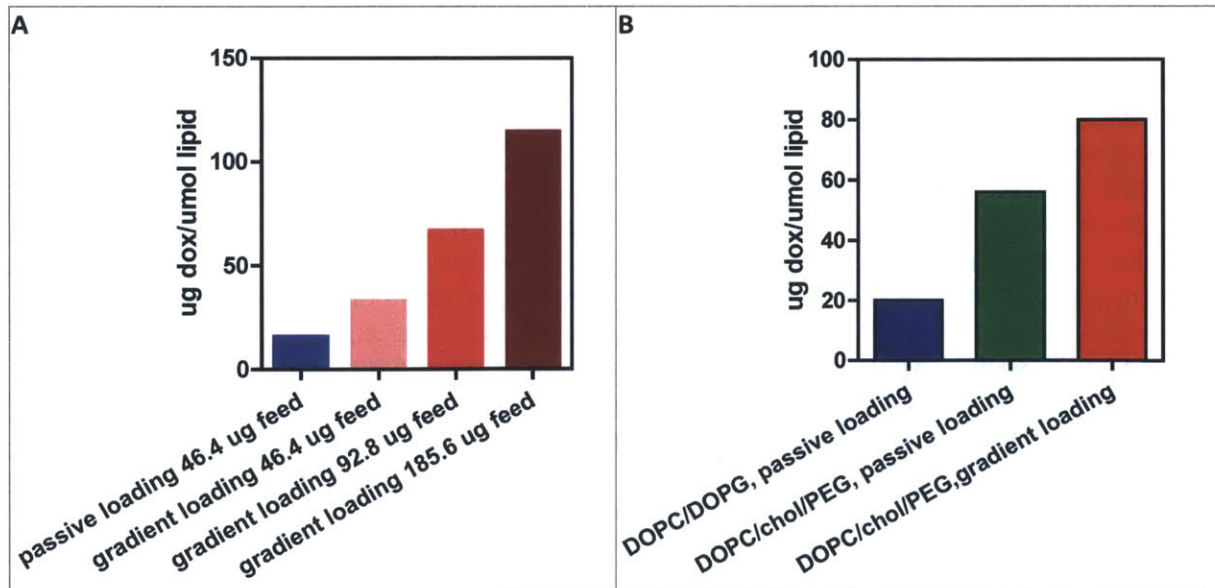 A
ug dox/umol lipid
150
100
50
0
passive loading 46.4 ug feed
gradient loading 46.4 ug feed
gradient loading 92.8 ug feed
gradient loading 185.6 ug feed
B
ug dox/umol lipid
100
80
60
40
20
0
DOPC/DOPG, passive loading
DOPC/chol/PEG, passive loading
DOPC/chol/PEG,gradient loading